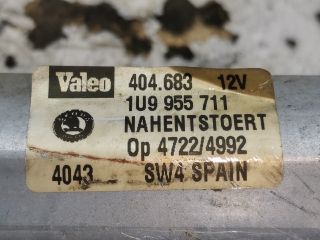 Valeo 404.683 12V
1U9 955 711
NAHENTSTOERT
Op 4722/4992
4043 SW4 SPAIN